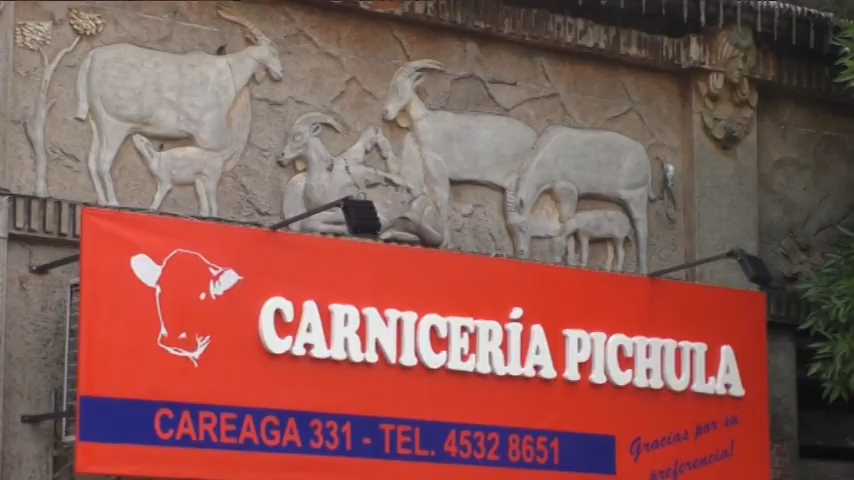 CARNICERÍA PICHULA
CAREAGA 331 - TEL. 4532 8651
Gracias por su
preferencia!